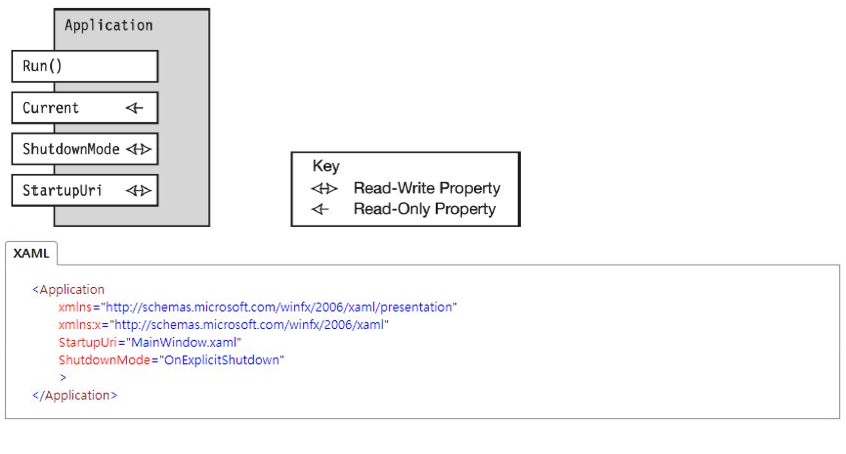 Application
Run()
Current
ShutdownMode
StartupUri
Key
Read-Write Property
Read-Only Property
XAML
<Application
xmlns="http://schemas.microsoft.com/winfx/2006/xaml/presentation"
xmlns:x="http://schemas.microsoft.com/winfx/2006/xaml"
StartupUri="MainWindow.xaml"
ShutdownMode="OnExplicitShutdown"
>
</Application>